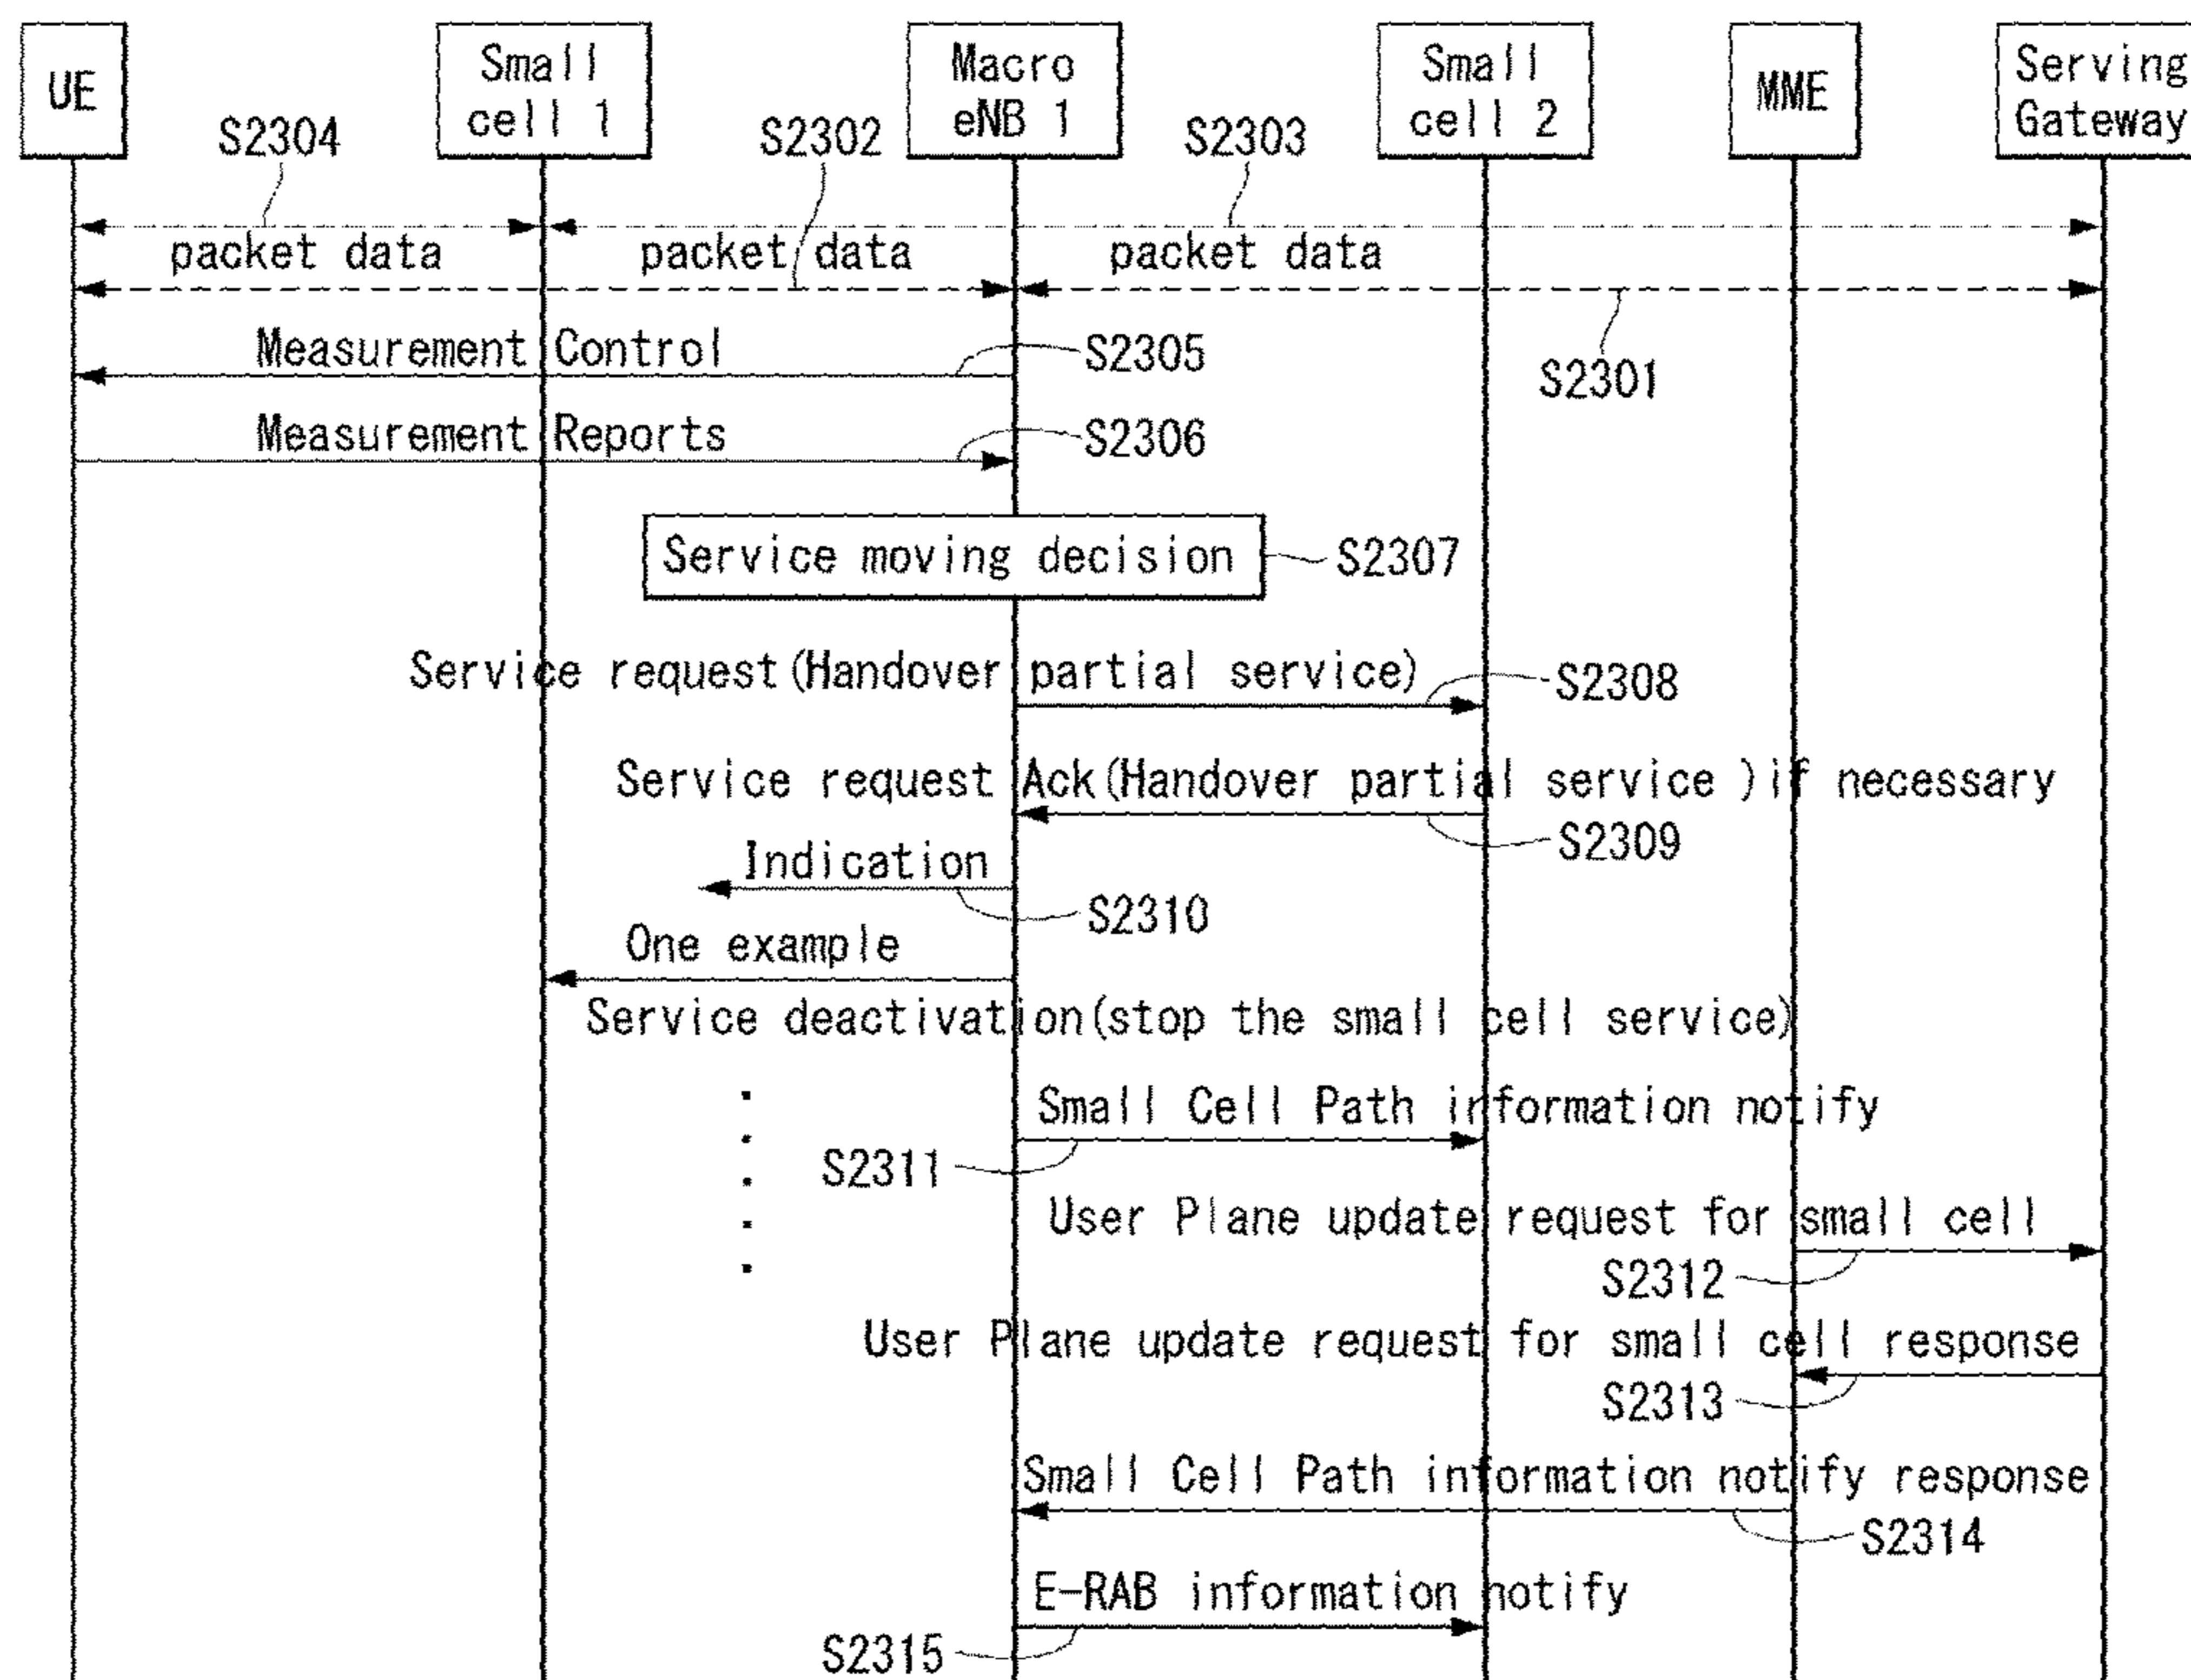 UE
Small
cell 1
Macro
eNB 1
Small
cell 2
MME
Serving
Gateway
S2304
S2302
S2303
packet data
packet data
packet data
S2301
Measurement Control
S2305
Measurement Reports
S2306
Service moving decision
S2307
Service request(Handover partial service)
S2308
Service request Ack(Handover partial service )if necessary
S2309
Indication
S2310
One example
Service deactivation(stop the small cell service)
Small Cell Path information notify
S2311
User Plane update request for small cell
S2312
User Plane update request for small cell response
S2313
Small Cell Path information notify response
S2314
E-RAB information notify
S2315